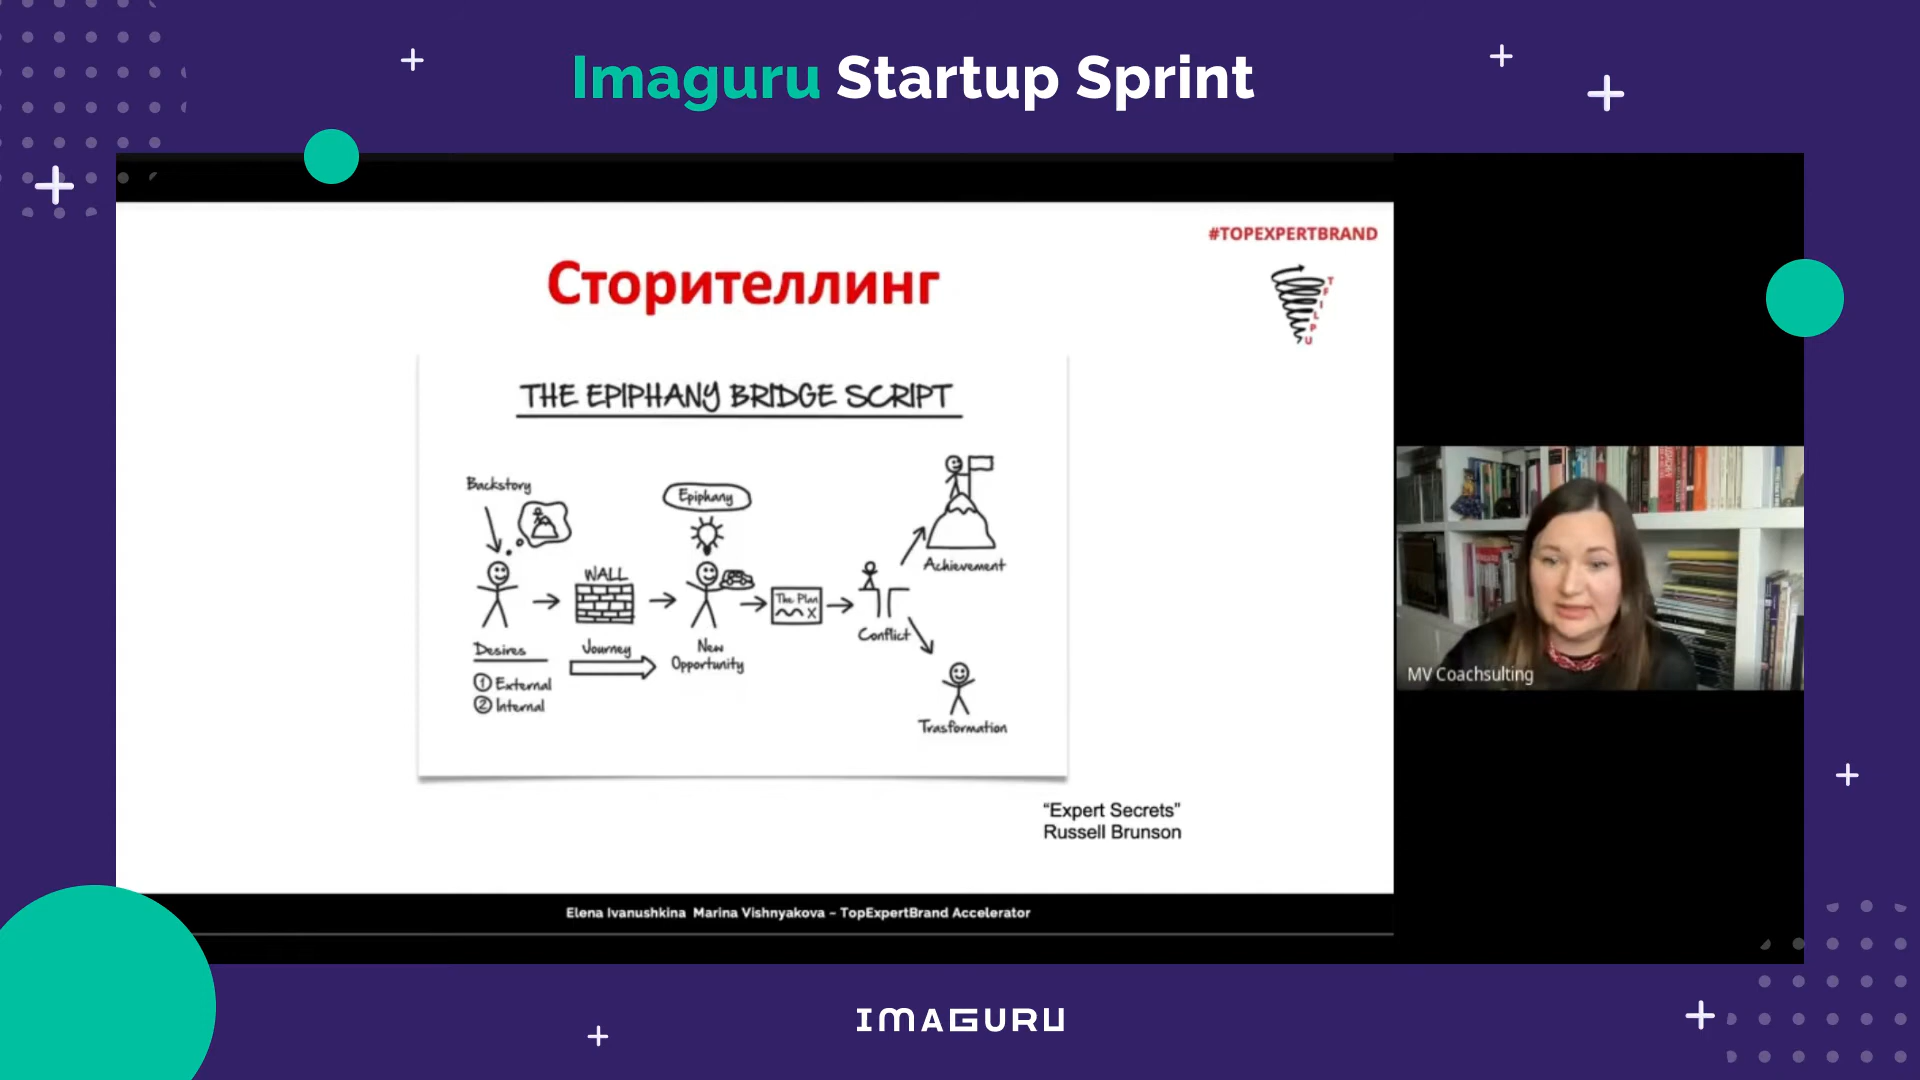 Imaguru Startup Sprint
#TOPEXPERTBRAND
Сторителлинг
T
F
I
L
P
U
THE EPIPHANY BRIDGE SCRIPT
Backstory
Epiphany
WALL
The Plan
X
Achievement
Conflict
Desires
Journey
New
Opportunity
1 External
2 Internal
Trasformation
MV Coachsulting
“Expert Secrets”
Russell Brunson
Elena Ivanushkina Marina Vishnyakova – TopExpertBrand Accelerator
IMAGURU